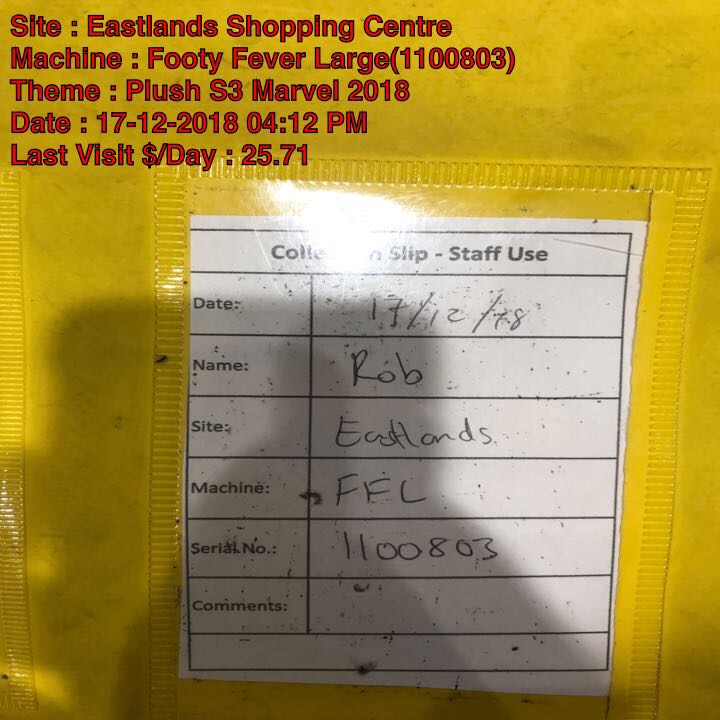 Site : Eastlands Shopping Centre
Machine : Footy Fever Large(1100803)
Theme : Plush S3 Marvel 2018
Date : 17-12-2018 04:12 PM
Last Visit $/Day : 25.71
Slip - Staff Use
Date: 17/12/78
Name: Rob
Site: Eastlands
Machine: FFL
Serial No.: 1100803
Comments: